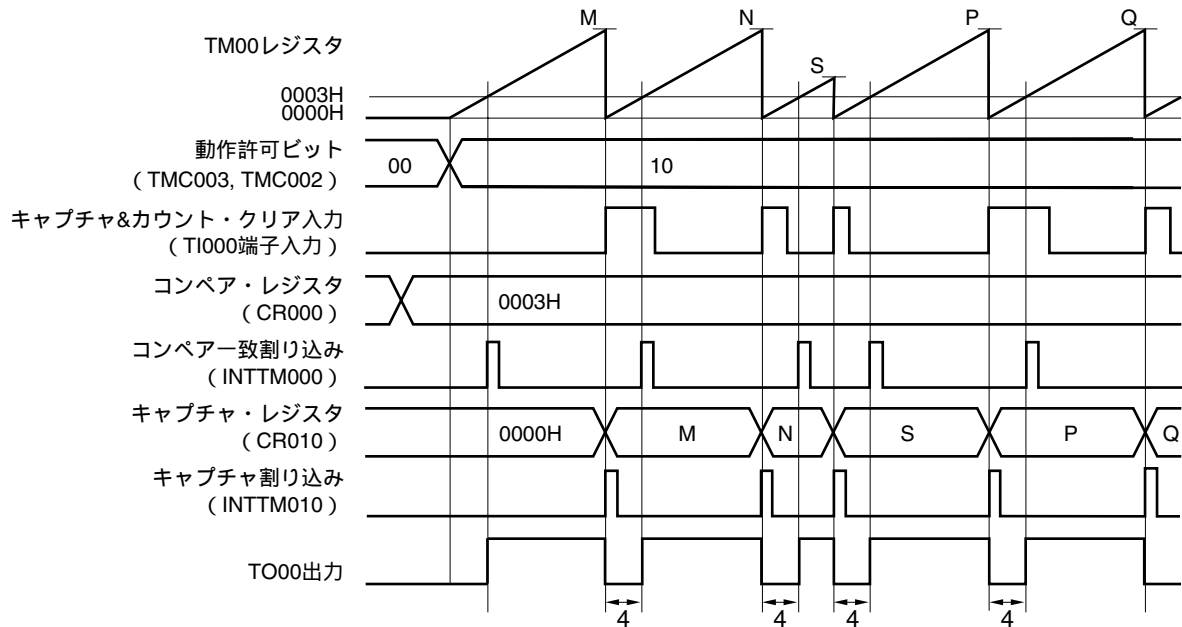 M N S P Q
TM00レジスタ
0003H
0000H
動作許可ビット
（TMC003, TMC002）
00 10
キャプチャ&カウント・クリア入力
（TI000端子入力）
コンペア・レジスタ
（CR000）
0003H
コンペア一致割り込み
（INTTM000）
キャプチャ・レジスタ
（CR010）
0000H M N S P Q
キャプチャ割り込み
（INTTM010）
TO00出力
4 4 4 4